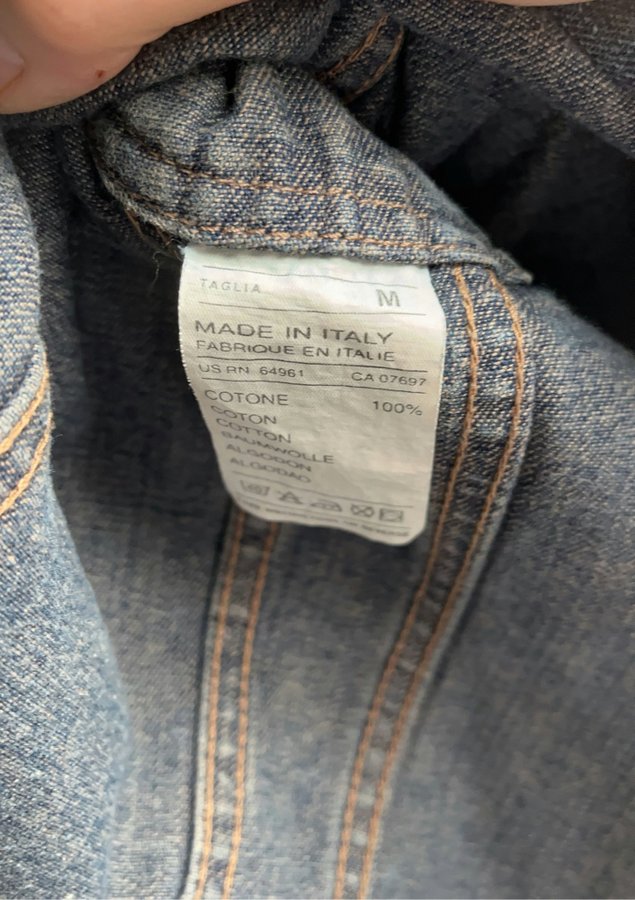 TAGLIA M
MADE IN ITALY
FABRIQUE EN ITALIE
US RN 64961 CA 07697
COTONE 100%
COTON
COTTON
BAUMWOLLE
ALGODON
ALGODAO